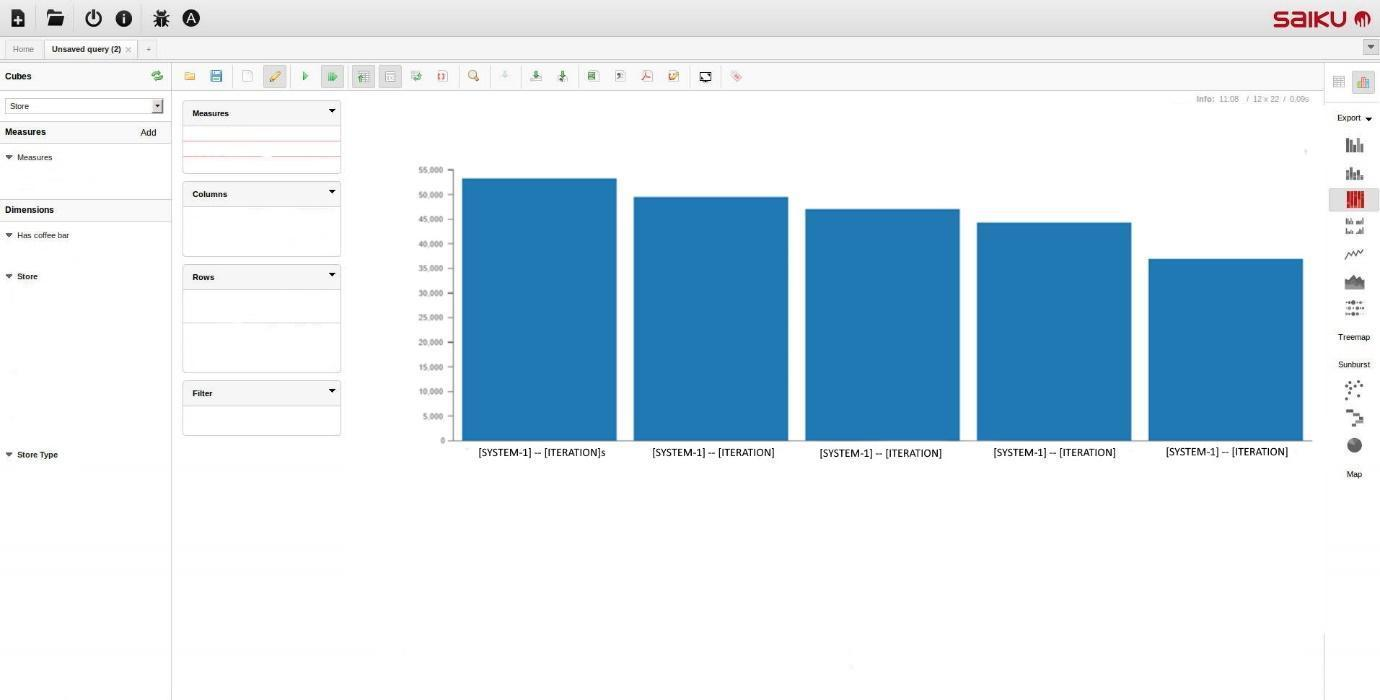 SAIKU
Home
Unsaved query (2)
Cubes
Store
Measures
Add
Measures
Dimensions
Has coffee bar
Store
Store Type
Measures
Columns
Rows
Filter
Info: 11:08 / 12 x 22 / 0.09s
55,000
50,000
45,000
40,000
35,000
30,000
25,000
20,000
15,000
10,000
5,000
0
[SYSTEM-1] -- [ITERATION]s
[SYSTEM-1] -- [ITERATION]
[SYSTEM-1] -- [ITERATION]
[SYSTEM-1] -- [ITERATION]
[SYSTEM-1] -- [ITERATION]
Export
Treemap
Sunburst
Map